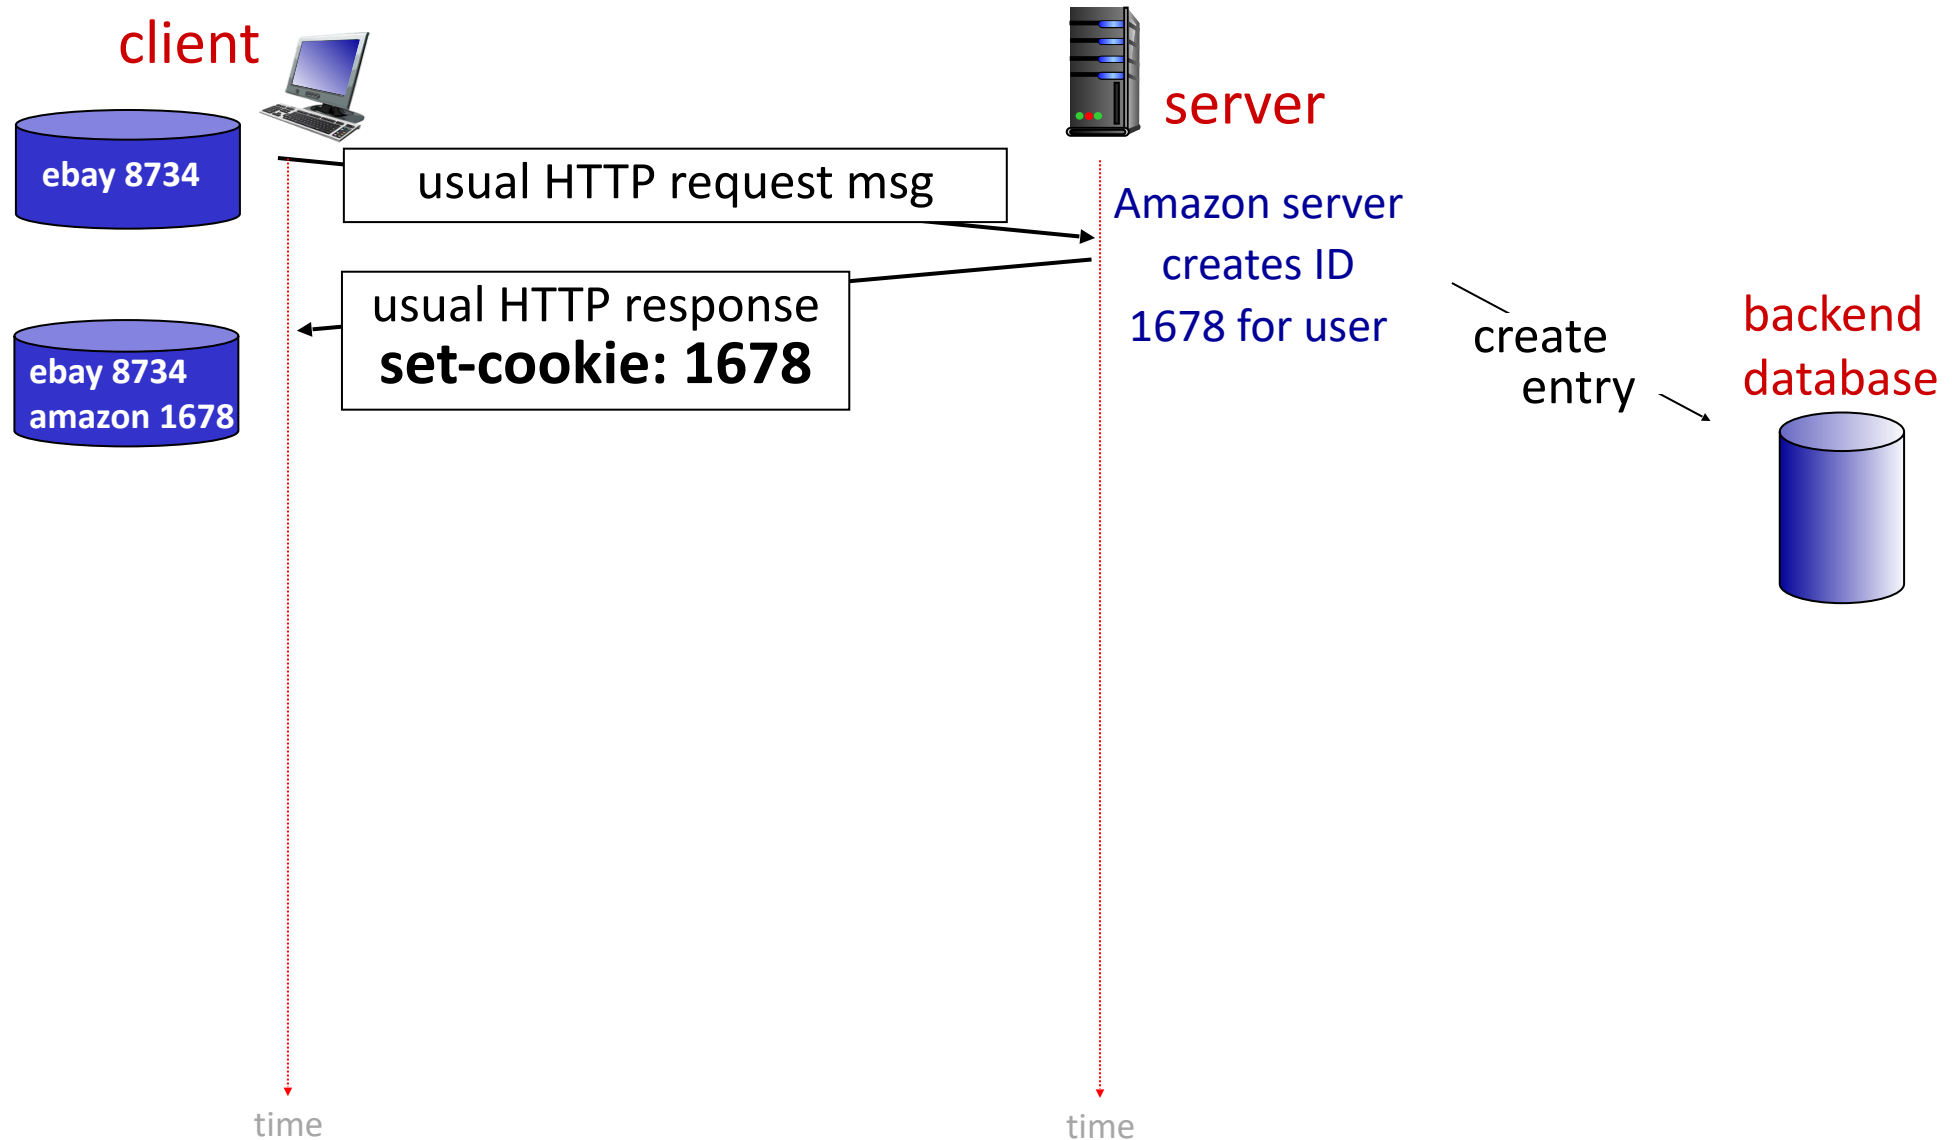 client
server
ebay 8734
usual HTTP request msg
Amazon server
creates ID
1678 for user
usual HTTP response
set-cookie: 1678
ebay 8734
amazon 1678
create
entry
backend
database
time
time